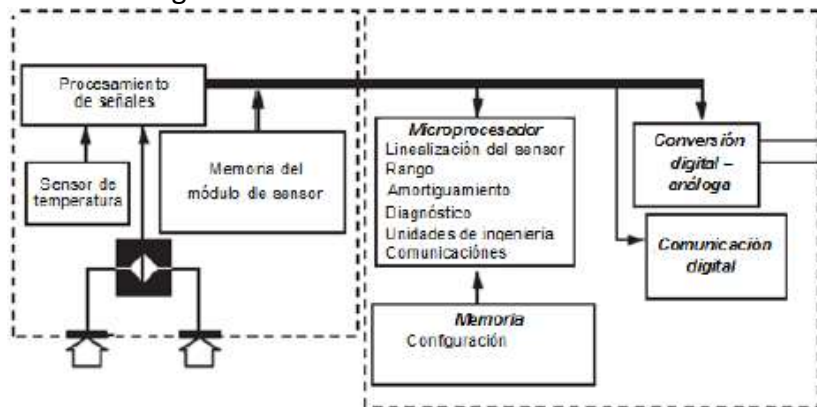 Procesamiento
de señales
Sensor de
temperatura
Memoria del
módulo de sensor
Microprocesador
Linealización del sensor
Rango
Amortiguamiento
Diagnóstico
Unidades de ingeniería
Comunicaciónes
Memoria
Configuración
Conversión
digital –
análoga
Comunicación
digital